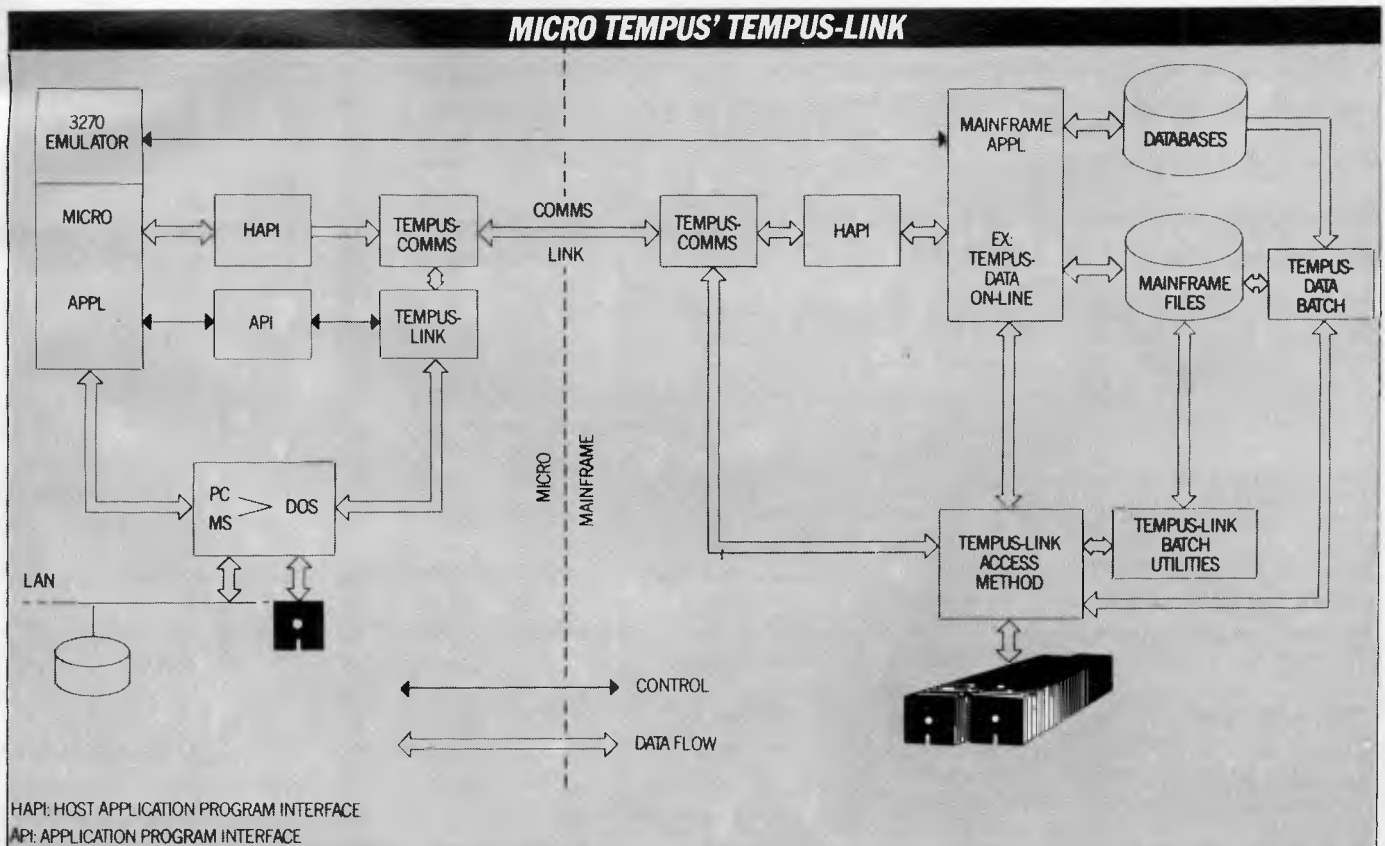 MICRO TEMPUS' TEMPUS-LINK
3270
EMULATOR
MICRO
APPL
HAPI
API
TEMPUS-
COMMS
TEMPUS-
LINK
COMMS
LINK
TEMPUS-
COMMS
HAPI
MAINFRAME
APPL
EX:
TEMPUS-
DATA
ON-LINE
DATABASES
MAINFRAME
FILES
TEMPUS-
DATA
BATCH
PC
MS
DOS
MICRO
MAINFRAME
LAN
TEMPUS-LINK
ACCESS
METHOD
TEMPUS-LINK
BATCH
UTILITIES
CONTROL
DATA FLOW
HAPI: HOST APPLICATION PROGRAM INTERFACE
API: APPLICATION PROGRAM INTERFACE